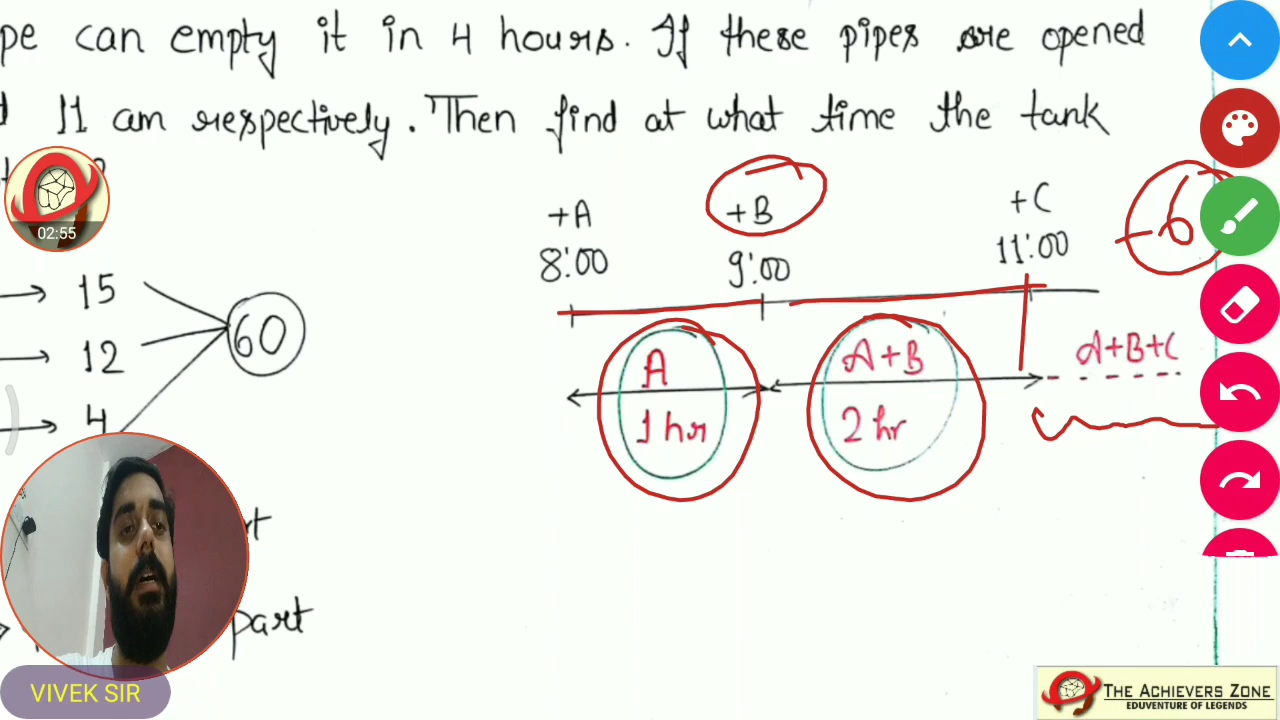 pe can empty it in 4 hours. If these pipes are opened
11 am respectively. Then find at what time the tank
02:55
+A
+B
+C
8:00
9:00
11:00
-6
15
12
4
60
A
1 hr
A+B
2 hr
A+B+C
part
VIVEK SIR
THE ACHIEVERS ZONE
EDUVENTURE OF LEGENDS